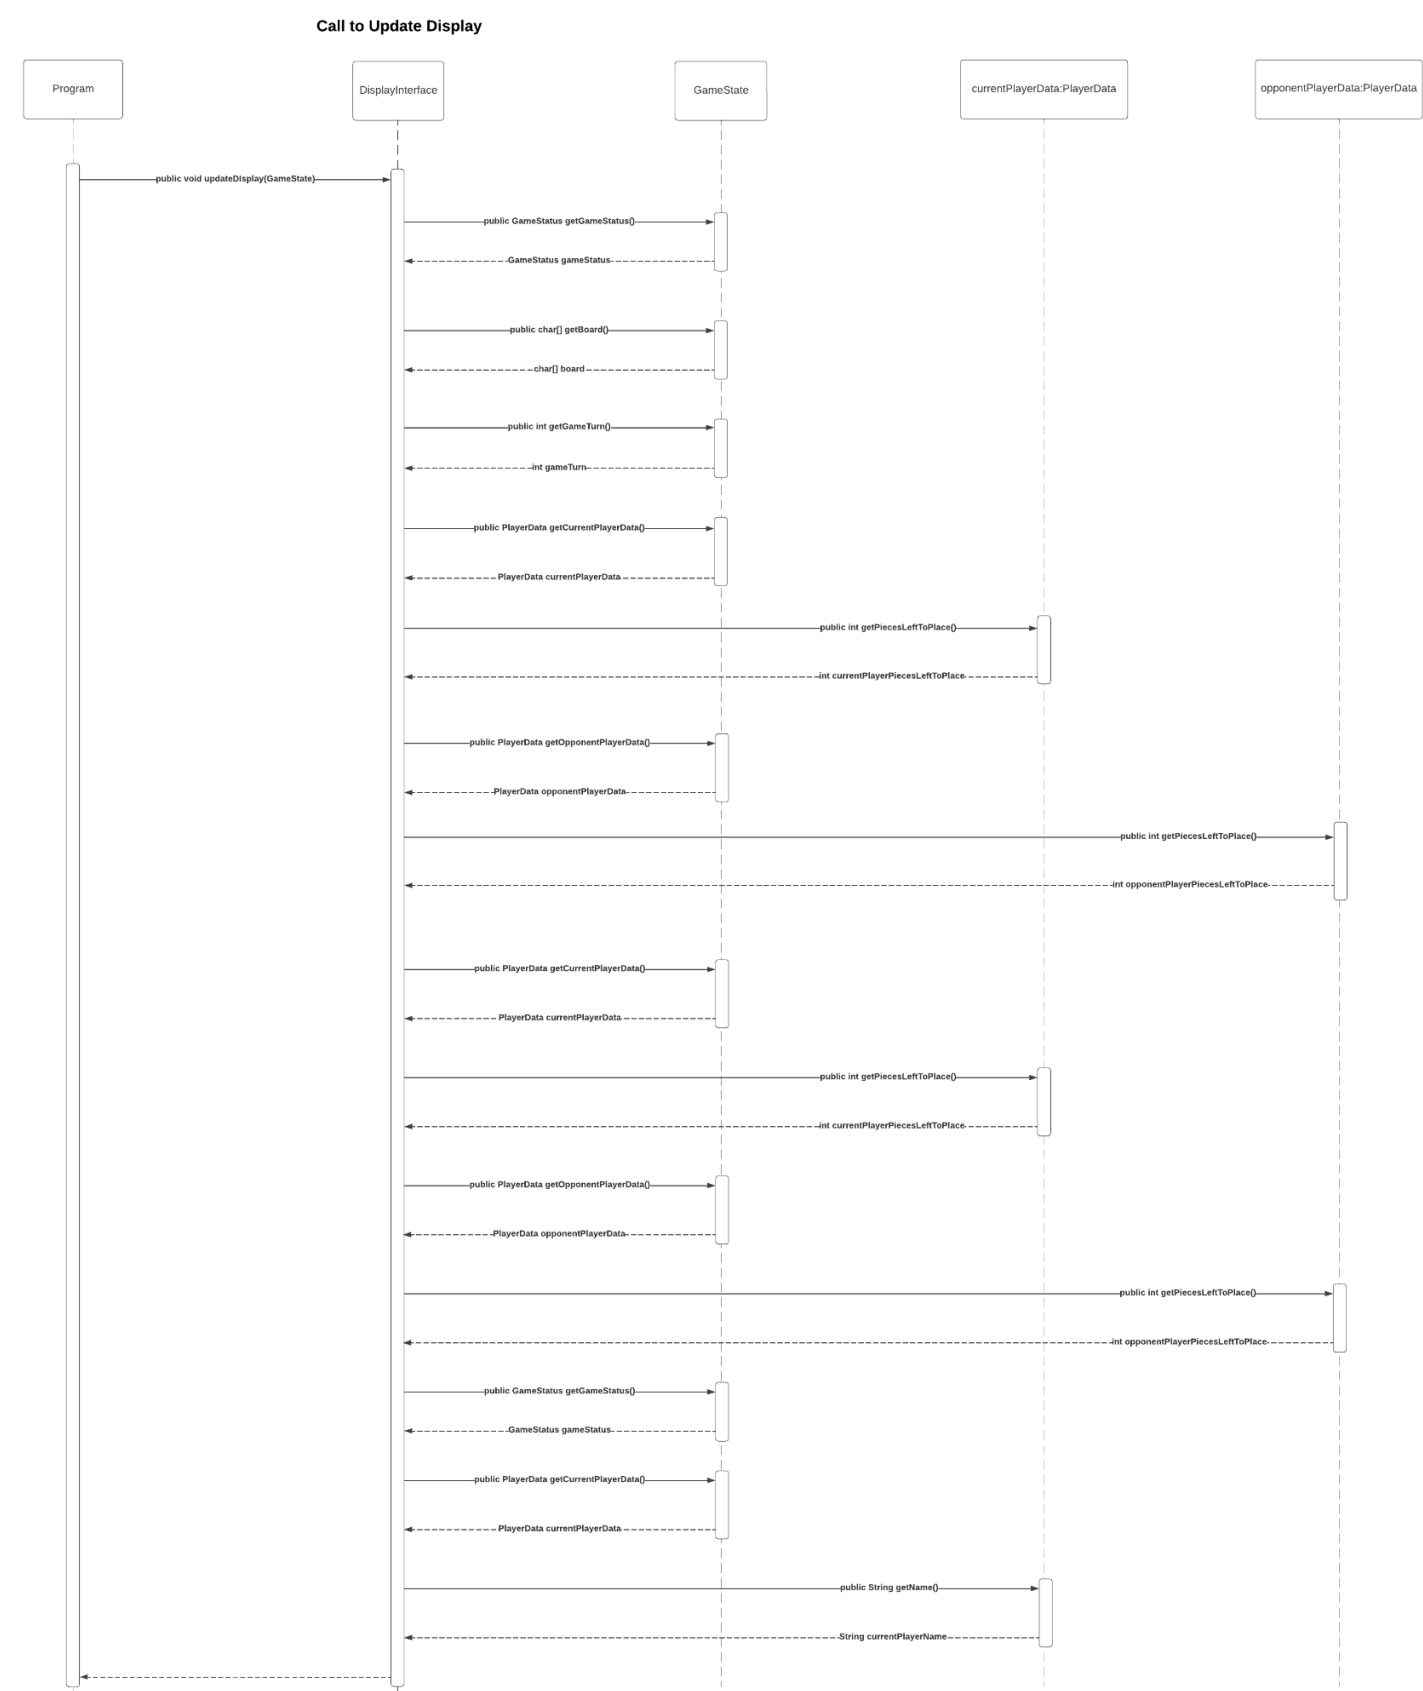 Call to Update Display
Program
DisplayInterface
GameState
currentPlayerData:PlayerData
opponentPlayerData:PlayerData
public void updateDIsplay(GameState)
public GameStatus getGameStatus()
GameStatus gameStatus
public char[] getBoard()
char[] board
public int getGameTurn()
int gameTurn
public PlayerData getCurrentPlayerData()
PlayerData currentPlayerData
public int getPiecesLeftToPlace()
int currentPlayerPiecesLeftToPlace
public PlayerData getOpponentPlayerData()
PlayerData opponentPlayerData
public int getPiecesLeftToPlace()
int opponentPlayerPiecesLeftToPlace
public PlayerData getCurrentPlayerData()
PlayerData currentPlayerData
public int getPiecesLeftToPlace()
int currentPlayerPiecesLeftToPlace
public PlayerData getOpponentPlayerData()
PlayerData opponentPlayerData
public int getPiecesLeftToPlace()
int opponentPlayerPiecesLeftToPlace
public GameStatus getGameStatus()
GameStatus gameStatus
public PlayerData getCurrentPlayerData()
PlayerData currentPlayerData
public String getName()
String currentPlayerName